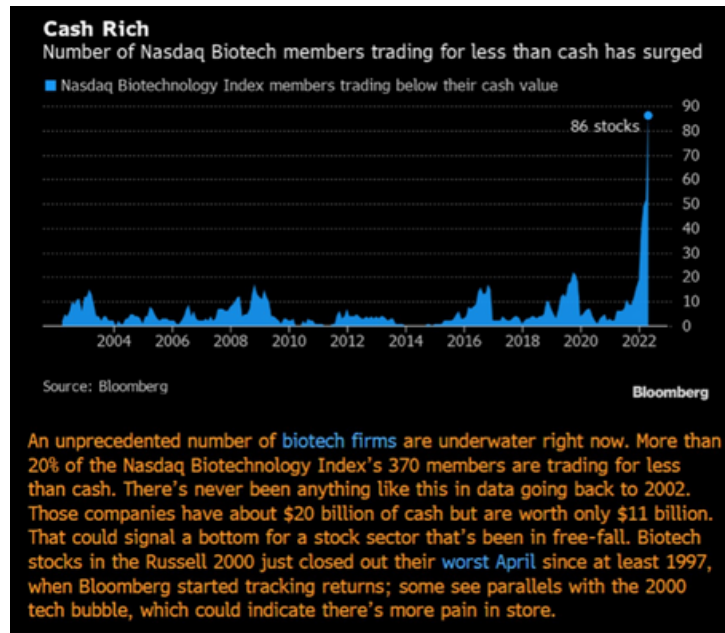 Cash Rich
Number of Nasdaq Biotech members trading for less than cash has surged
Nasdaq Biotechnology Index members trading below their cash value
90
86 stocks
80
70
60
50
40
30
20
10
0
2004 2006 2008 2010 2012 2014 2016 2018 2020 2022
Source: Bloomberg
Bloomberg
An unprecedented number of biotech firms are underwater right now. More than
20% of the Nasdaq Biotechnology Index's 370 members are trading for less
than cash. There's never been anything like this in data going back to 2002.
Those companies have about $20 billion of cash but are worth only $11 billion.
That could signal a bottom for a stock sector that's been in free-fall. Biotech
stocks in the Russell 2000 just closed out their worst April since at least 1997,
when Bloomberg started tracking returns; some see parallels with the 2000
tech bubble, which could indicate there's more pain in store.